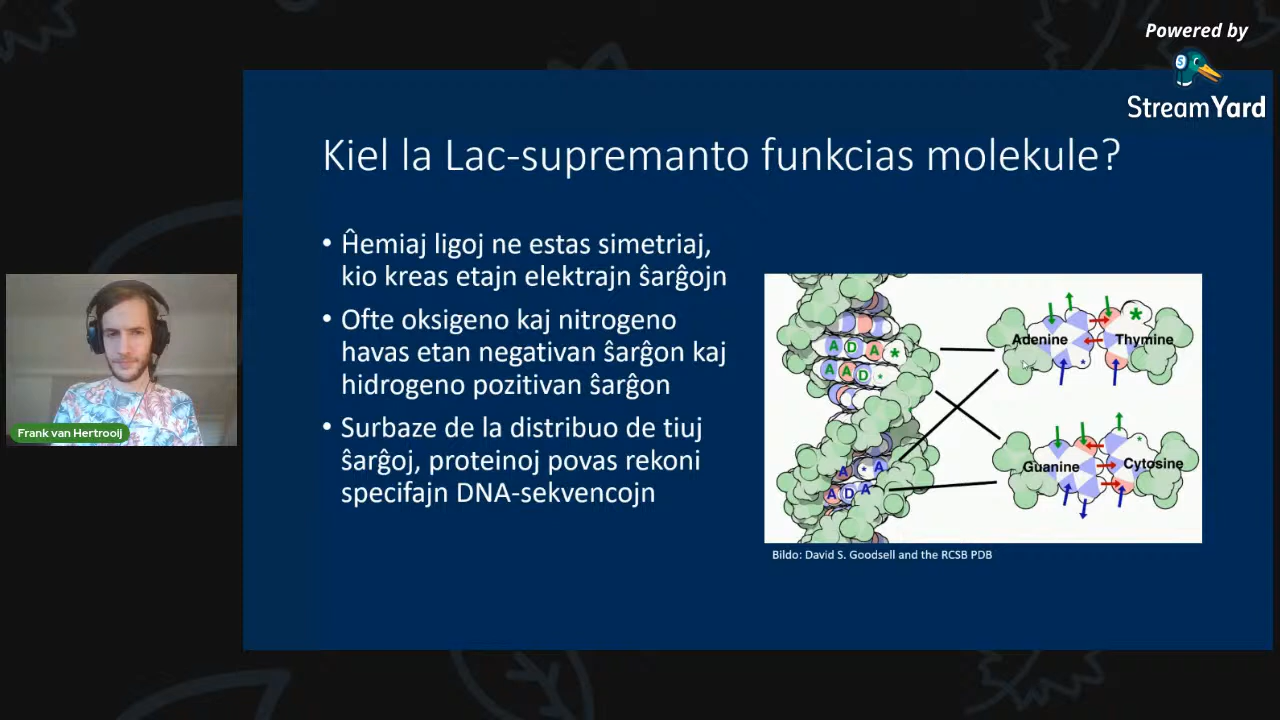 Powered by
StreamYard
Kiel la Lac-supremanto funkcias molekule?
• Ĥemiaj ligoj ne estas simetriaj,
kio kreas etajn elektrajn ŝarĝojn
• Ofte oksigeno kaj nitrogeno
havas etan negativan ŝarĝon kaj
hidrogeno pozitivan ŝarĝon
• Surbaze de la distribuo de tiuj
ŝarĝoj, proteinoj povas rekoni
specifajn DNA-sekvencojn
A D A *
A A D *
A * A
A D A
Adenine Thymine
Guanine Cytosine
Bildo: David S. Goodsell and the RCSB PDB
Frank van Hertrooij